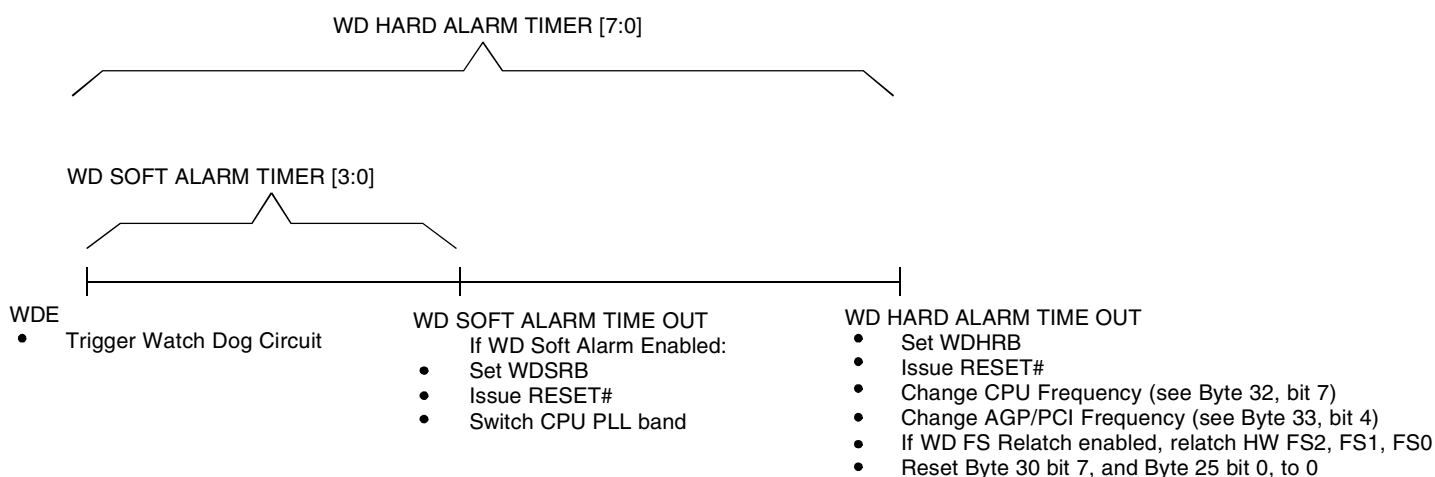 WD HARD ALARM TIMER [7:0]
WD SOFT ALARM TIMER [3:0]
WDE
• Trigger Watch Dog Circuit
WD SOFT ALARM TIME OUT
If WD Soft Alarm Enabled:
• Set WDSRB
• Issue RESET#
• Switch CPU PLL band
WD HARD ALARM TIME OUT
• Set WDHRB
• Issue RESET#
• Change CPU Frequency (see Byte 32, bit 7)
• Change AGP/PCI Frequency (see Byte 33, bit 4)
• If WD FS Relatch enabled, relatch HW FS2, FS1, FS0
• Reset Byte 30 bit 7, and Byte 25 bit 0, to 0